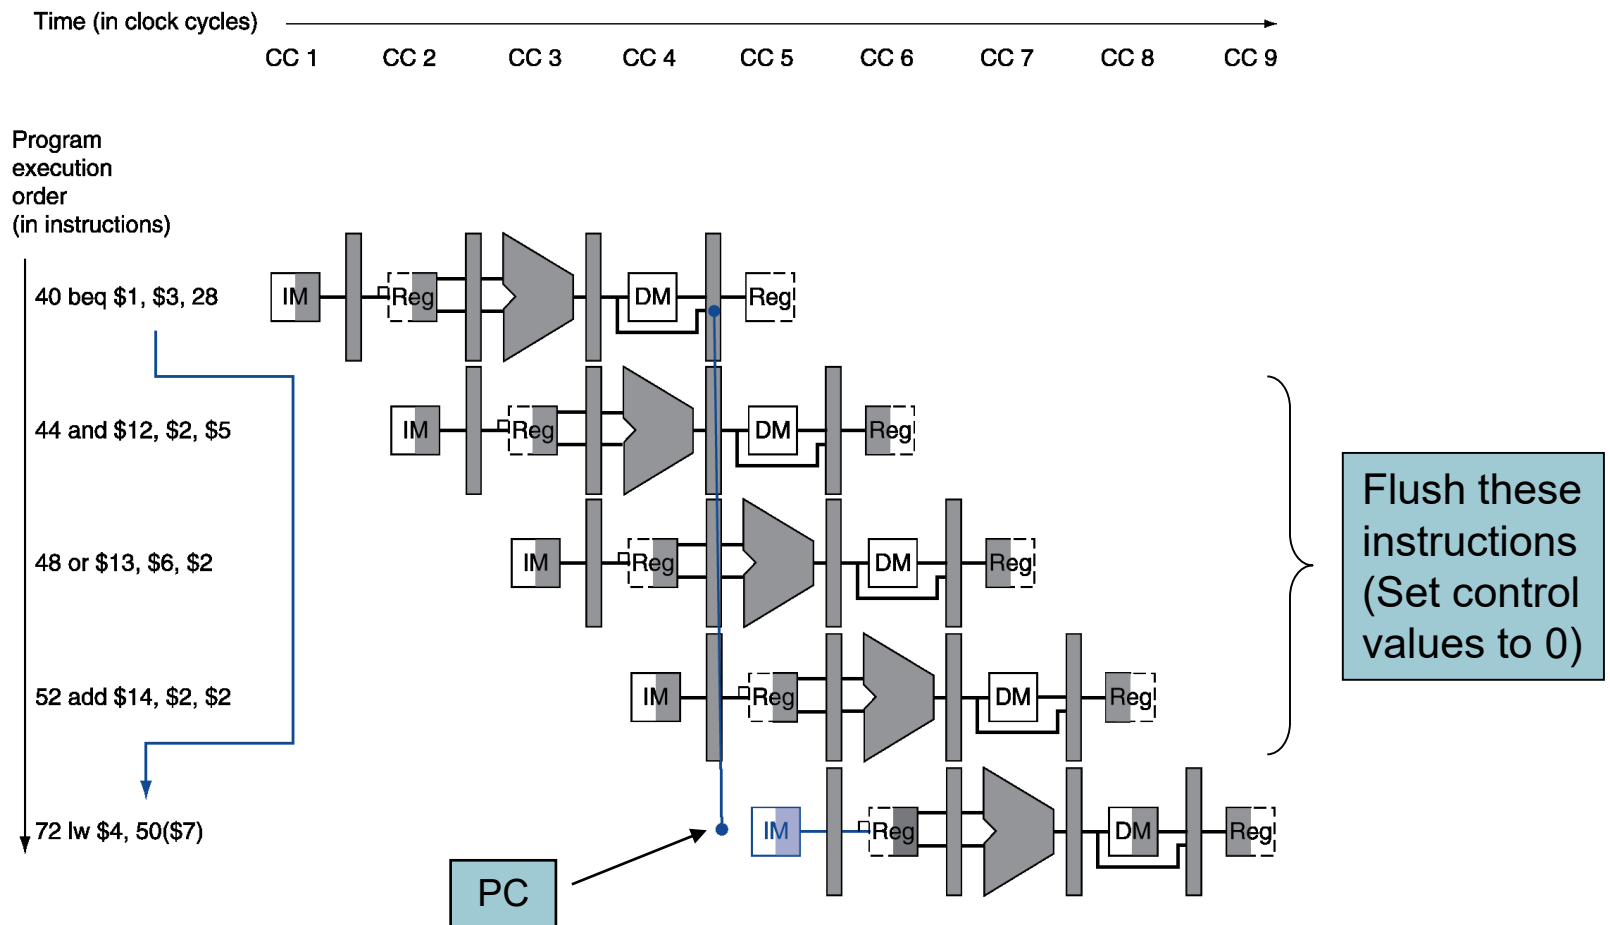 Time (in clock cycles)
CC 1 CC 2 CC 3 CC 4 CC 5 CC 6 CC 7 CC 8 CC 9
Program
execution
order
(in instructions)
40 beq $1, $3, 28
IM Reg DM Reg
44 and $12, $2, $5
IM Reg DM Reg
48 or $13, $6, $2
IM Reg DM Reg
52 add $14, $2, $2
IM Reg DM Reg
72 lw $4, 50($7)
IM Reg DM Reg
Flush these
instructions
(Set control
values to 0)
PC